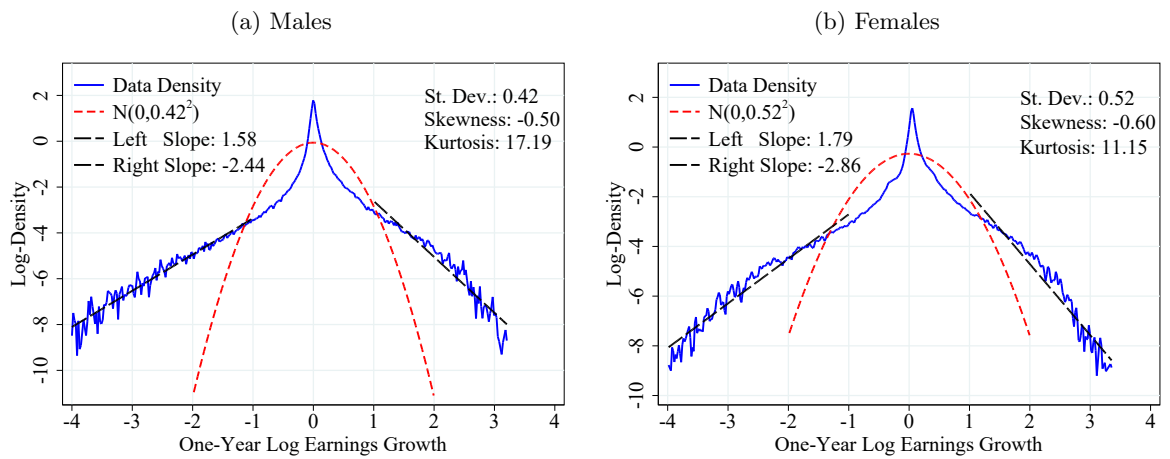 (a) Males
Data Density
N(0,0.42²)
Left Slope: 1.58
Right Slope: -2.44
St. Dev.: 0.42
Skewness: -0.50
Kurtosis: 17.19
Log-Density
2
0
-2
-4
-6
-8
-10
-4 -3 -2 -1 0 1 2 3 4
One-Year Log Earnings Growth
(b) Females
Data Density
N(0,0.52²)
Left Slope: 1.79
Right Slope: -2.86
St. Dev.: 0.52
Skewness: -0.60
Kurtosis: 11.15
Log-Density
2
0
-2
-4
-6
-8
-10
-4 -3 -2 -1 0 1 2 3 4
One-Year Log Earnings Growth